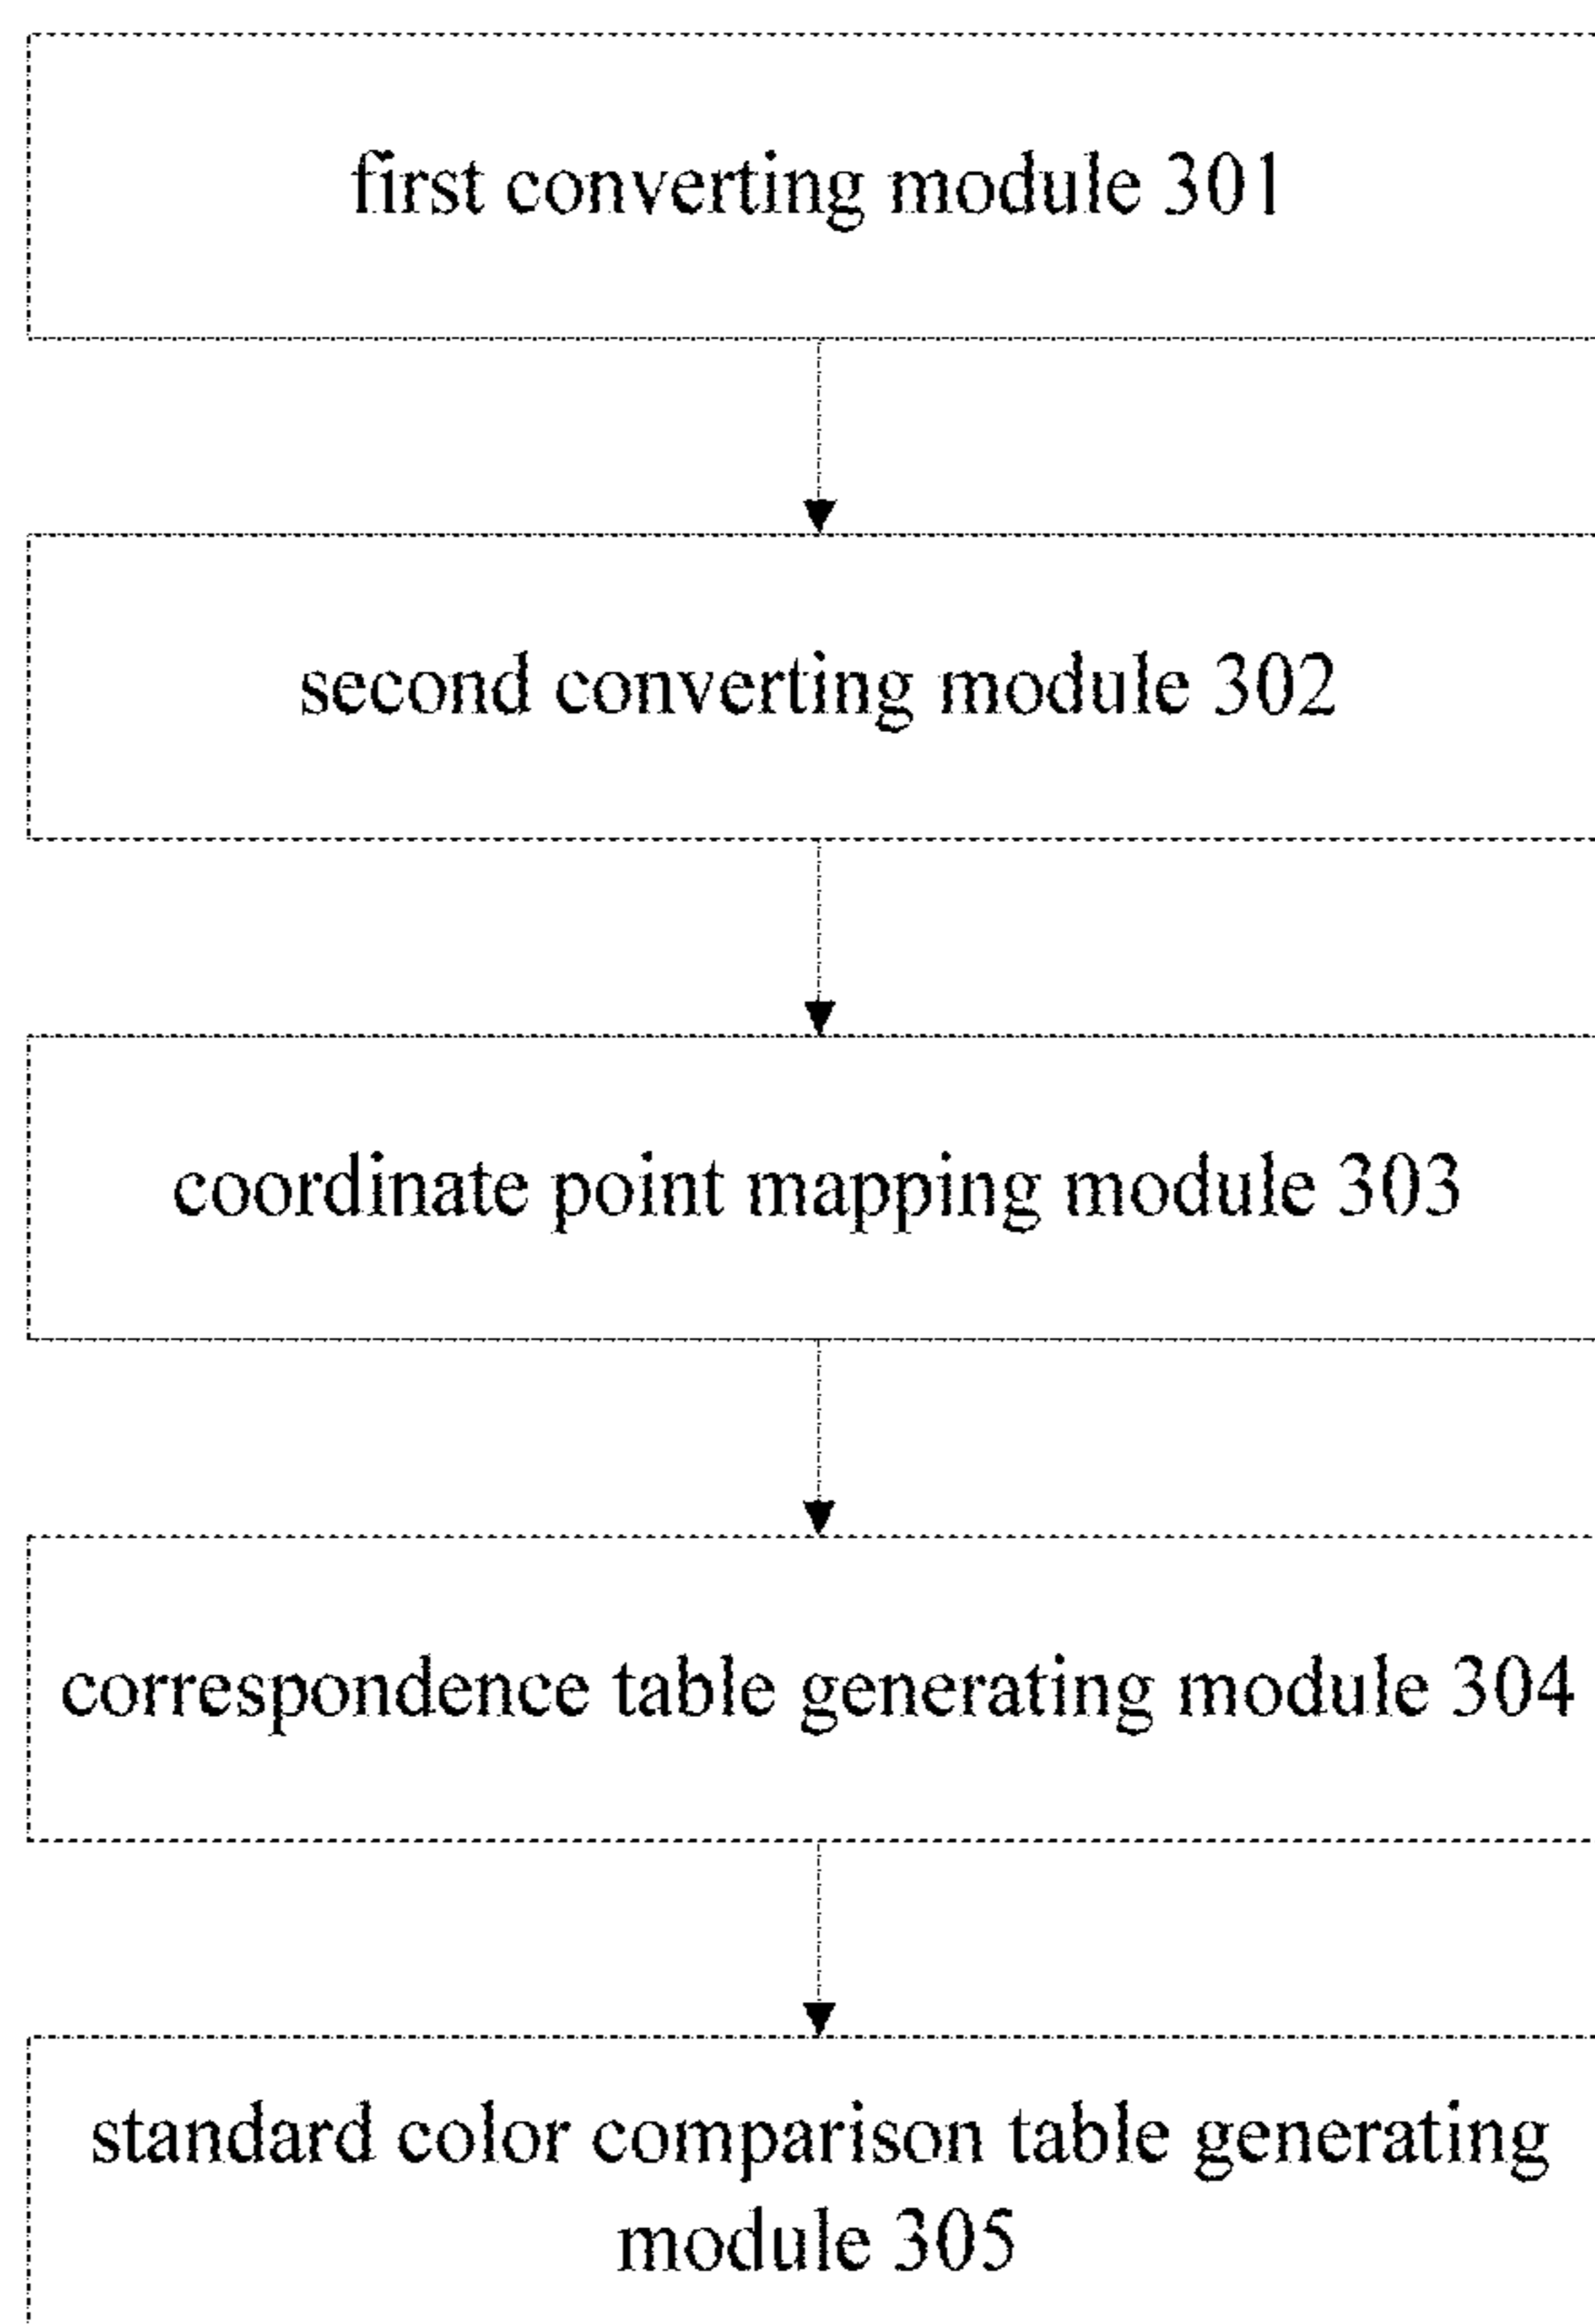 first converting module 301
second converting module 302
coordinate point mapping module 303
correspondence table generating module 304
standard color comparison table generating
module 305